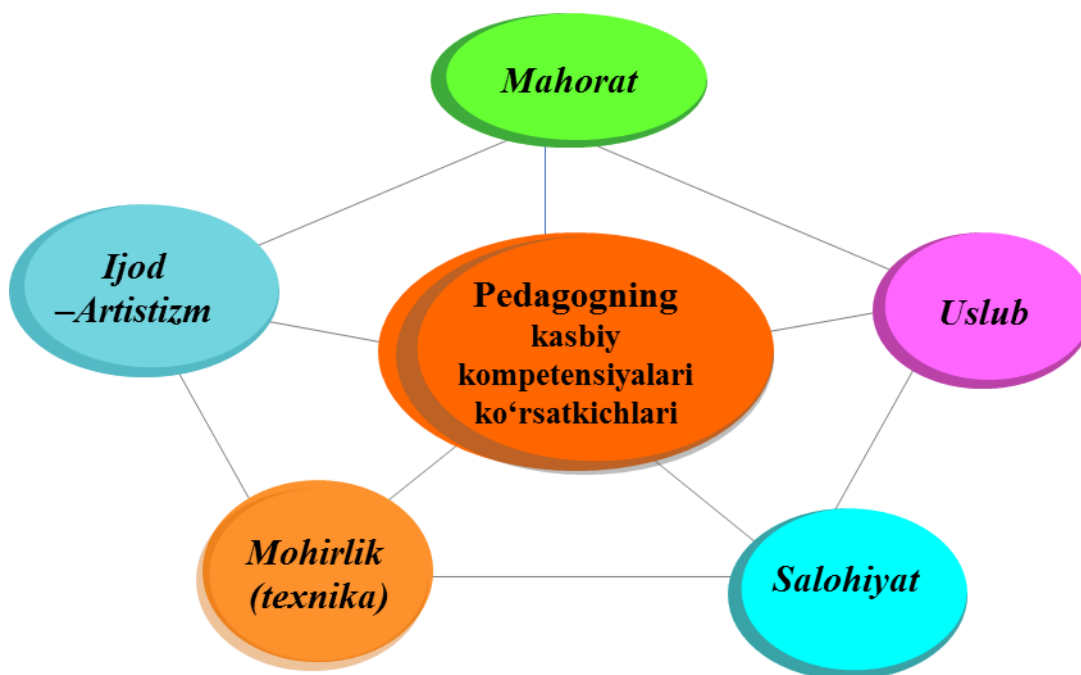 Mahorat
Ijod
–Artistizm
Pedagogning
kasbiy
kompetensiyalari
ko‘rsatkichlari
Uslub
Mohirlik
(texnika)
Salohiyat